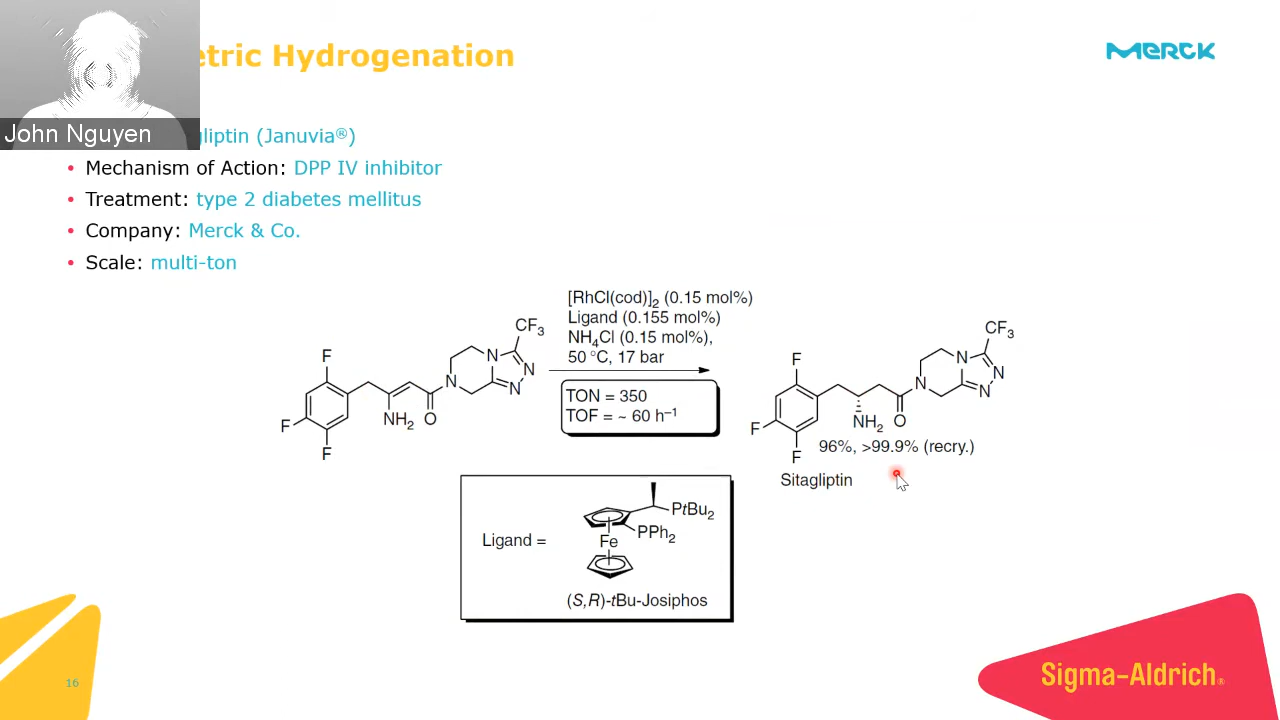 etric Hydrogenation
MERCK
John Nguyen
gliptin (Januvia®)
• Mechanism of Action: DPP IV inhibitor
• Treatment: type 2 diabetes mellitus
• Company: Merck & Co.
• Scale: multi-ton
[RhCl(cod)]₂ (0.15 mol%)
Ligand (0.155 mol%)
NH₄Cl (0.15 mol%),
50 °C, 17 bar
TON = 350
TOF = ~ 60 h⁻¹
F
F
F
NH₂
O
N
N
N
N
CF₃
F
F
F
NH₂
O
N
N
N
N
CF₃
96%, >99.9% (recry.)
Sitagliptin
Ligand =
Fe
PtBu₂
PPh₂
(S,R)-tBu-Josiphos
16
Sigma-Aldrich®